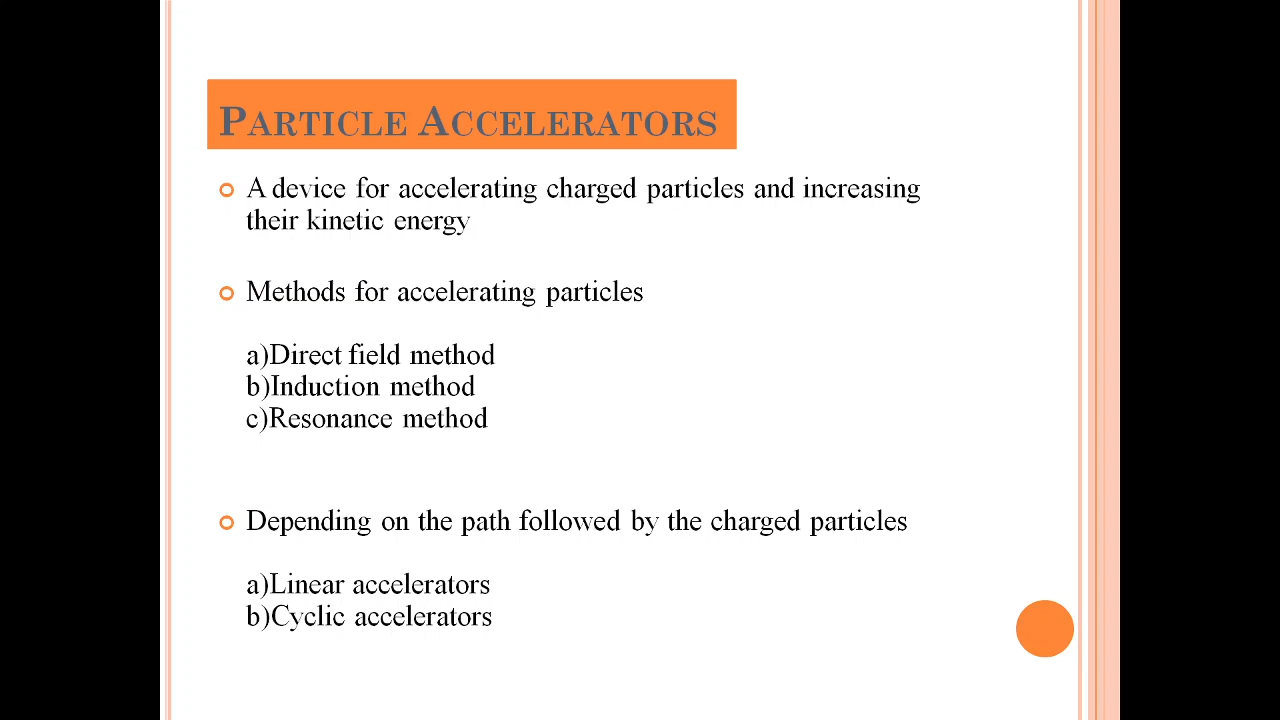 PARTICLE ACCELERATORS
A device for accelerating charged particles and increasing
their kinetic energy
Methods for accelerating particles
a)Direct field method
b)Induction method
c)Resonance method
Depending on the path followed by the charged particles
a)Linear accelerators
b)Cyclic accelerators